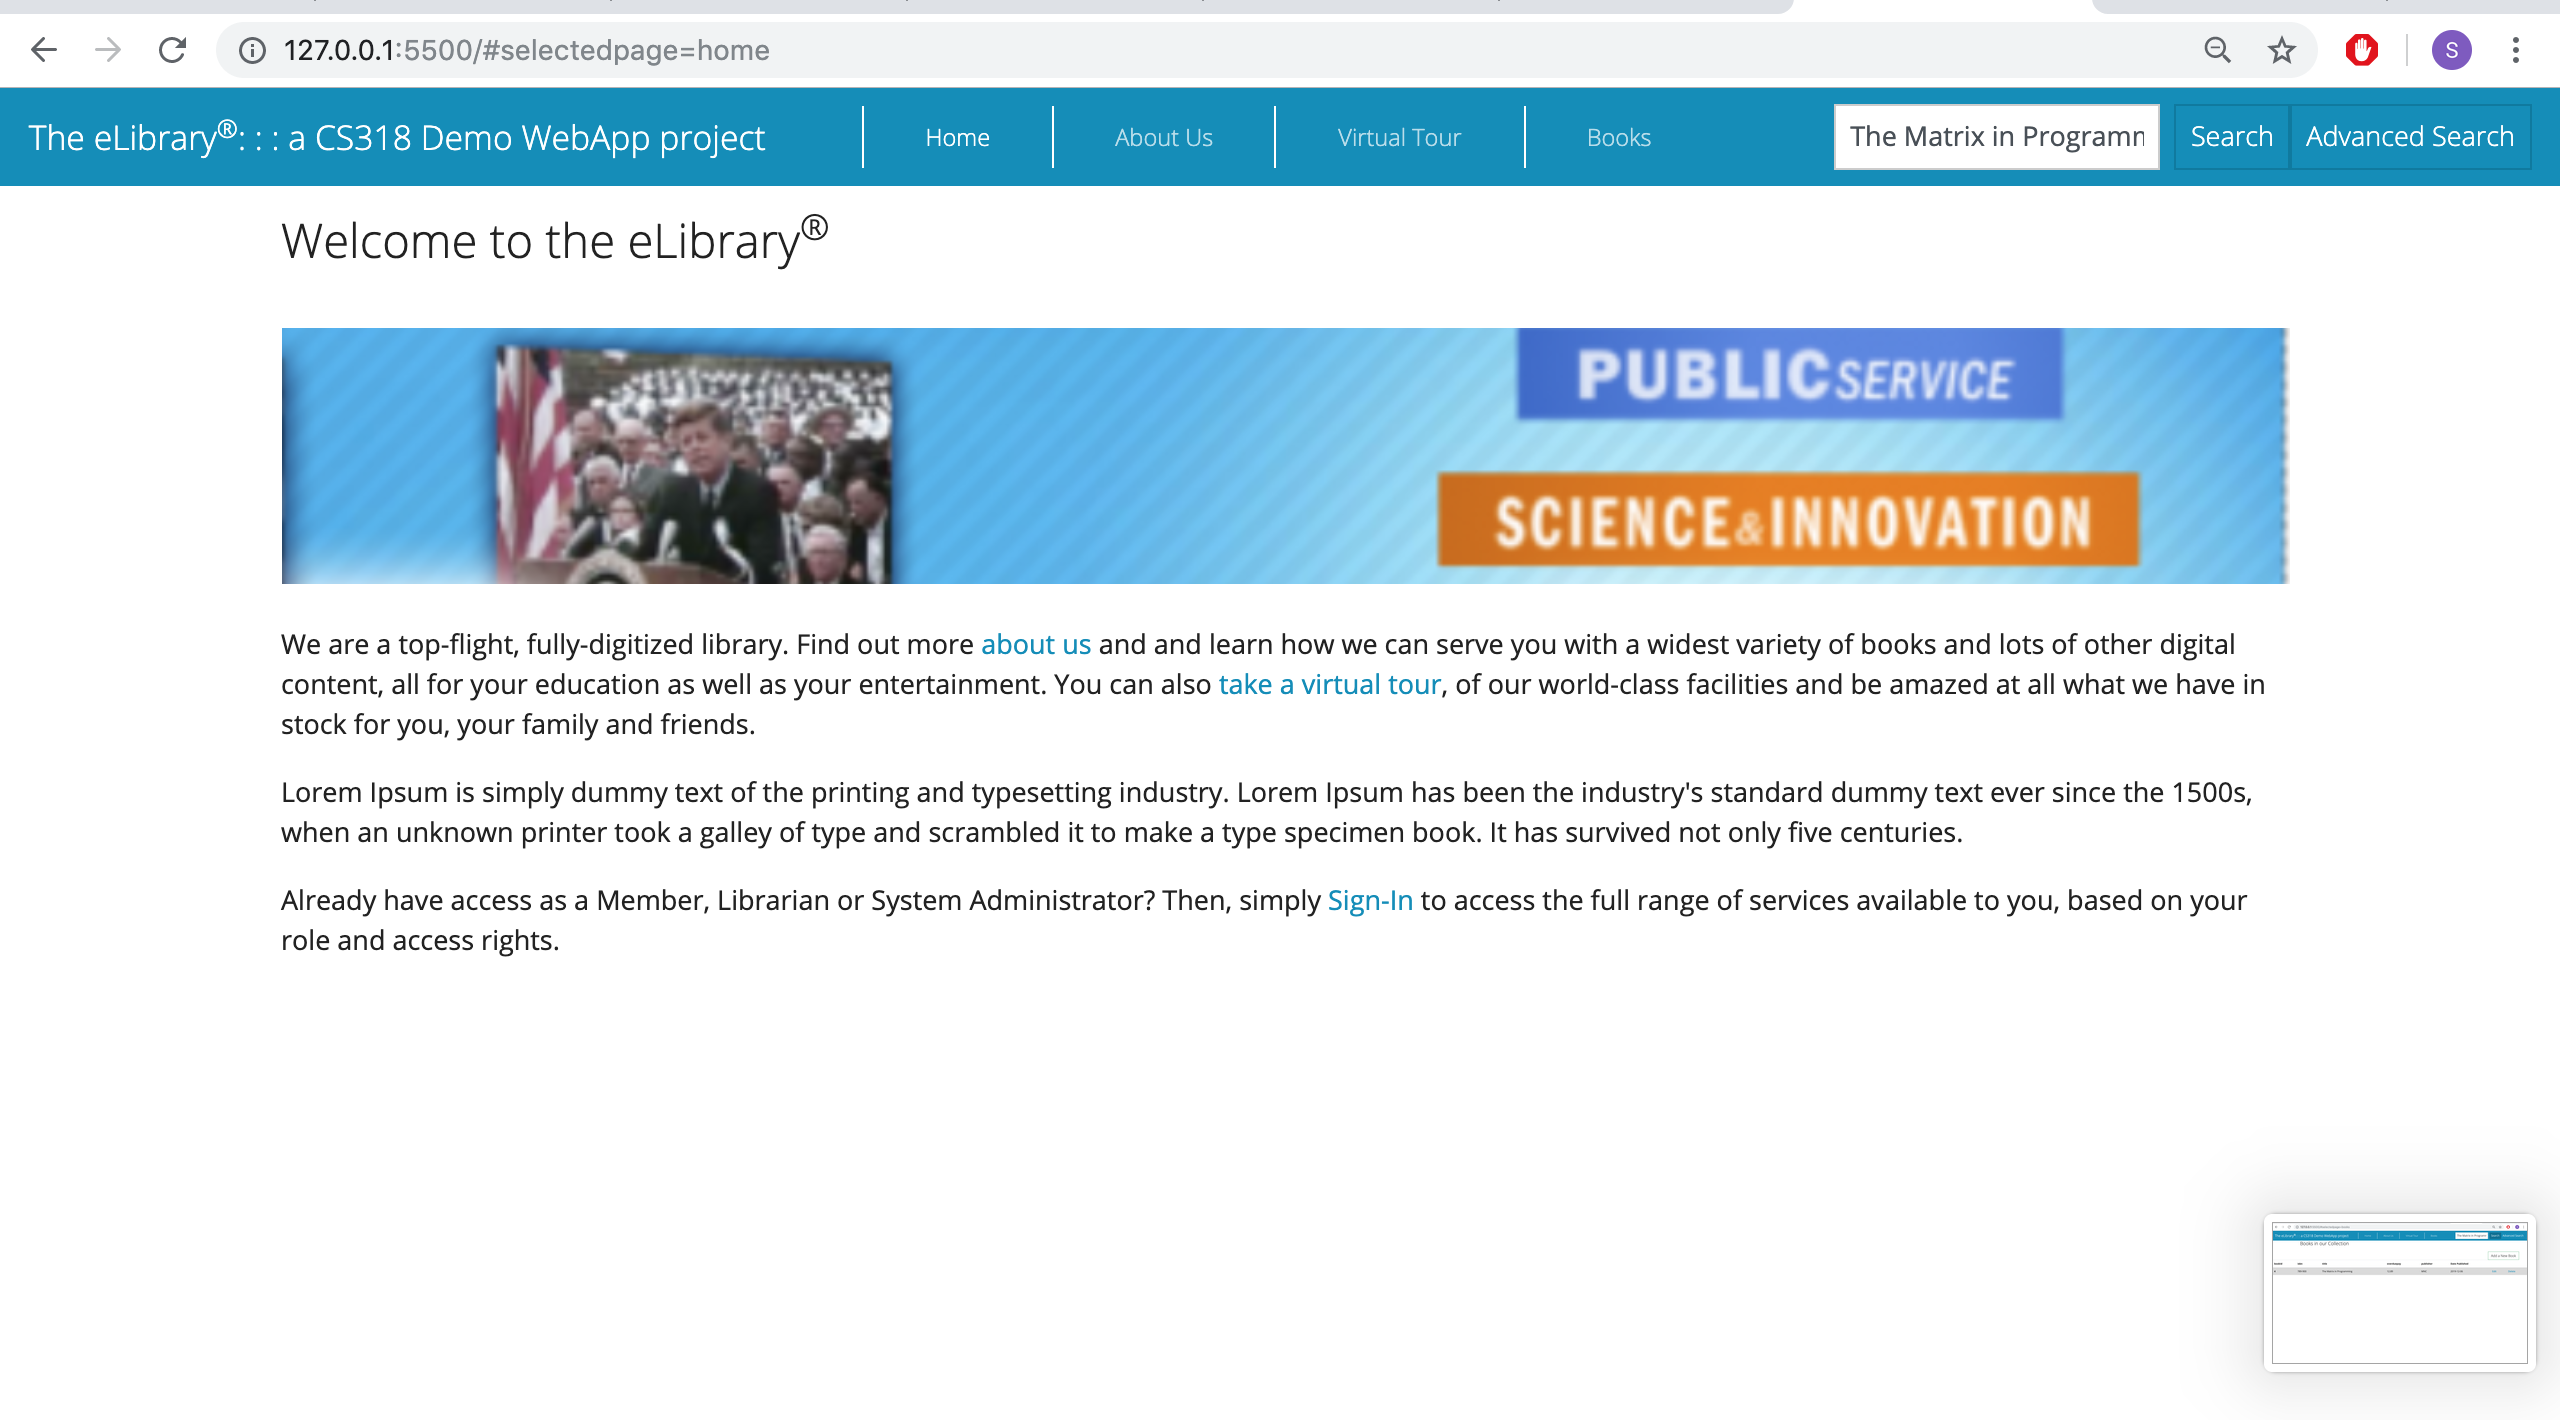 127.0.0.1:5500/#selectedpage=home
S
The eLibrary®: : : a CS318 Demo WebApp project
Home
About Us
Virtual Tour
Books
The Matrix in Programm
Search
Advanced Search
Welcome to the eLibrary®
PUBLIC SERVICE
SCIENCE & INNOVATION
We are a top-flight, fully-digitized library. Find out more about us and and learn how we can serve you with a widest variety of books and lots of other digital
content, all for your education as well as your entertainment. You can also take a virtual tour, of our world-class facilities and be amazed at all what we have in
stock for you, your family and friends.
Lorem Ipsum is simply dummy text of the printing and typesetting industry. Lorem Ipsum has been the industry's standard dummy text ever since the 1500s,
when an unknown printer took a galley of type and scrambled it to make a type specimen book. It has survived not only five centuries.
Already have access as a Member, Librarian or System Administrator? Then, simply Sign-In to access the full range of services available to you, based on your
role and access rights.
Books in our Collection
Add a New Book